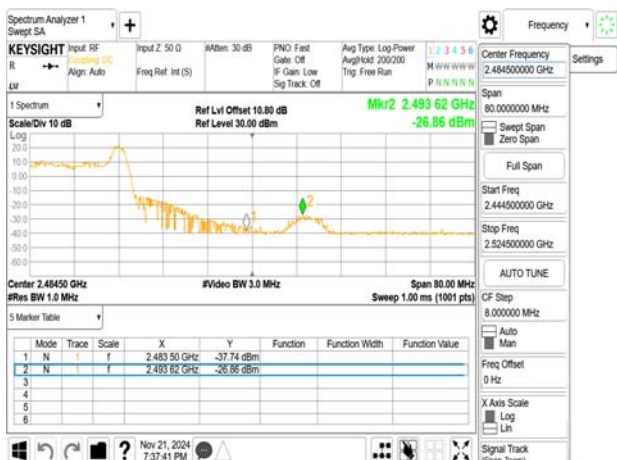 Spectrum Analyzer 1
Swept SA
+
Frequency
KEYSIGHT Input: RF Input Z: 50 Ω #Atten: 30 dB PNO: Fast Avg Type: Log-Power 1 2 3 4 5 6
R Coupling: DC Gate: Off Avg|Hold: 200/200 M W W W W W
Align: Auto Freq Ref: Int (S) IF Gain: Low Trig: Free Run
Sig Track: Off P N N N N N
1 Spectrum
Ref Lvl Offset 10.80 dB Mkr2 2.493 62 GHz
Scale/Div 10 dB Ref Level 30.00 dBm -26.86 dBm
Log
20.0
10.0
0.00
-10.0
-20.0
-30.0
-40.0
-50.0
-60.0
1
2
Center 2.48450 GHz #Video BW 3.0 MHz Span 80.00 MHz
#Res BW 1.0 MHz Sweep 1.00 ms (1001 pts)
5 Marker Table
Mode Trace Scale X Y Function Function Width Function Value
1 N 1 f 2.483 50 GHz -37.74 dBm
2 N 1 f 2.493 62 GHz -26.86 dBm
3
4
5
6
? Nov 21, 2024
7:37:41 PM
Center Frequency
2.484500000 GHz
Settings
Span
80.0000000 MHz
Swept Span
Zero Span
Full Span
Start Freq
2.444500000 GHz
Stop Freq
2.524500000 GHz
AUTO TUNE
CF Step
8.000000 MHz
Auto
Man
Freq Offset
0 Hz
X Axis Scale
Log
Lin
Signal Track
(Span Zoom)